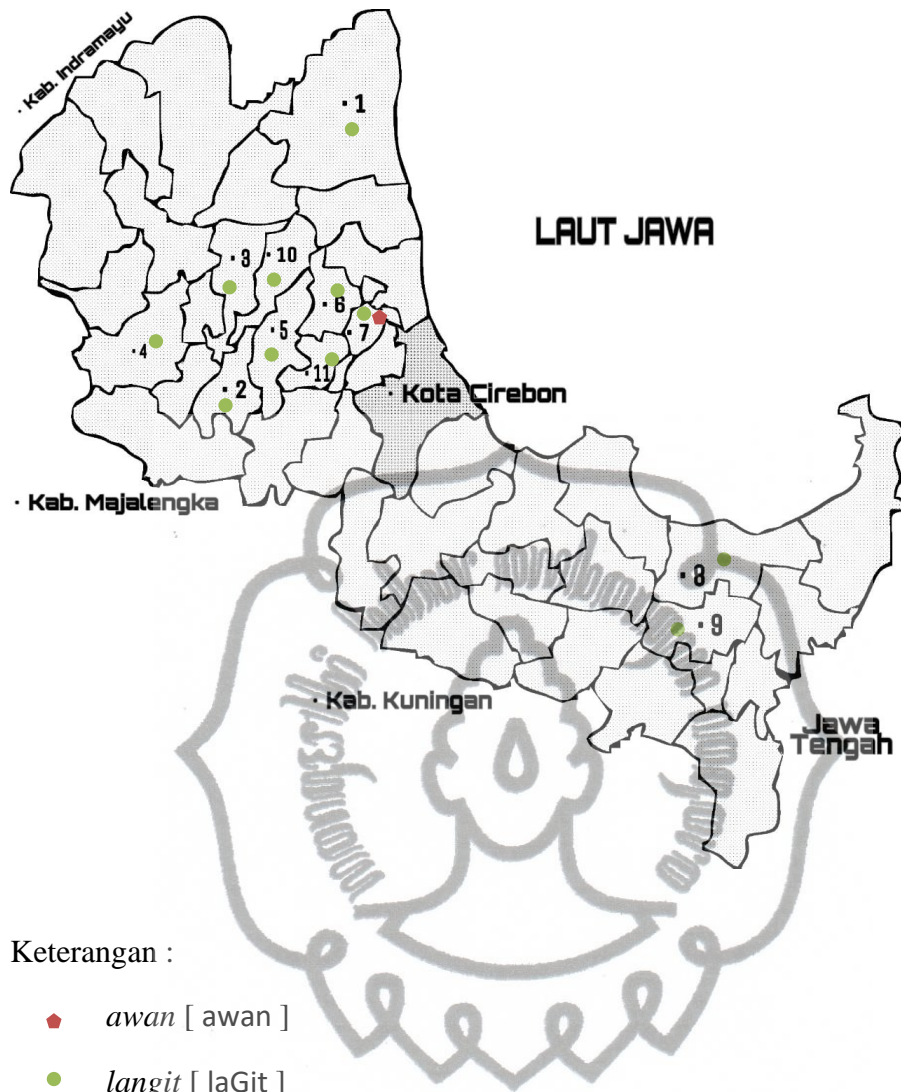 Kab. Indramayu
1
LAUT JAWA
3
10
6
7
5
4
11
2
Kota Cirebon
Kab. Majalengka
8
9
Kab. Kuningan
Jawa
Tengah
Keterangan :
awan [ awan ]
langit [ laGit ]